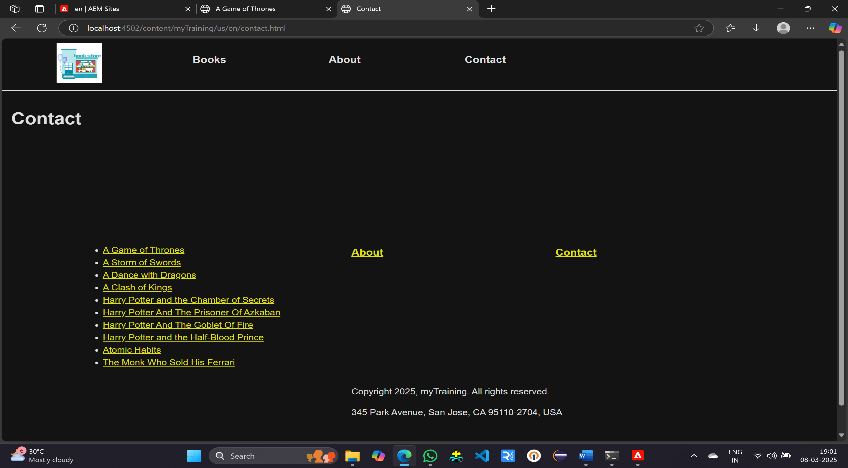 en | AEM Sites
A Game of Thrones
Contact
localhost:4502/content/myTraining/us/en/contact.html
Books
About
Contact
Contact
A Game of Thrones
A Storm of Swords
A Dance with Dragons
A Clash of Kings
Harry Potter and the Chamber of Secrets
Harry Potter And The Prisoner Of Azkaban
Harry Potter And The Goblet Of Fire
Harry Potter and the Half-Blood Prince
Atomic Habits
The Monk Who Sold His Ferrari
About
Contact
Copyright 2025, myTraining. All rights reserved.
345 Park Avenue, San Jose, CA 95110-2704, USA
30°C
Mostly cloudy
Search
ENG
IN
19:01
08-03-2025